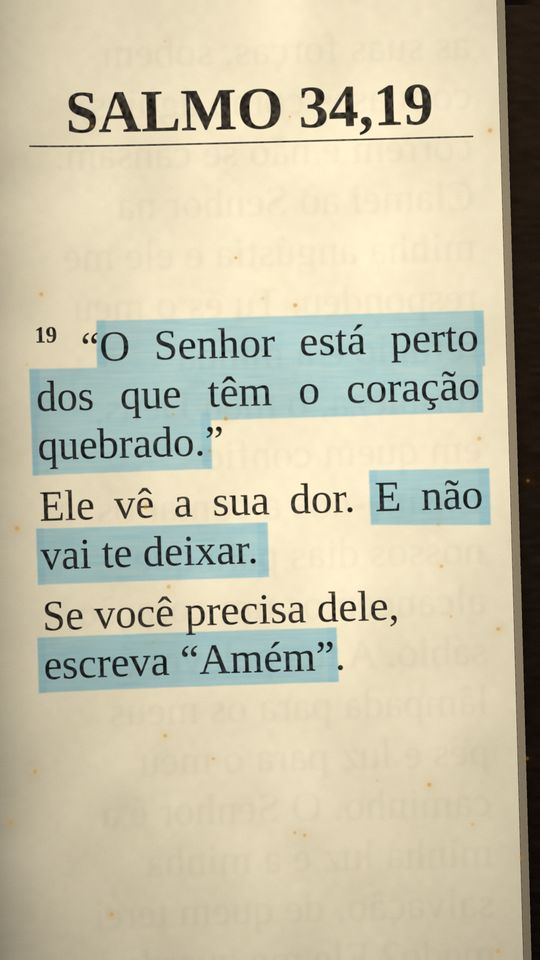 SALMO 34,19
19 “O Senhor está perto
dos que têm o coração
quebrado.”
Ele vê a sua dor. E não
vai te deixar.
Se você precisa dele,
escreva “Amém”.